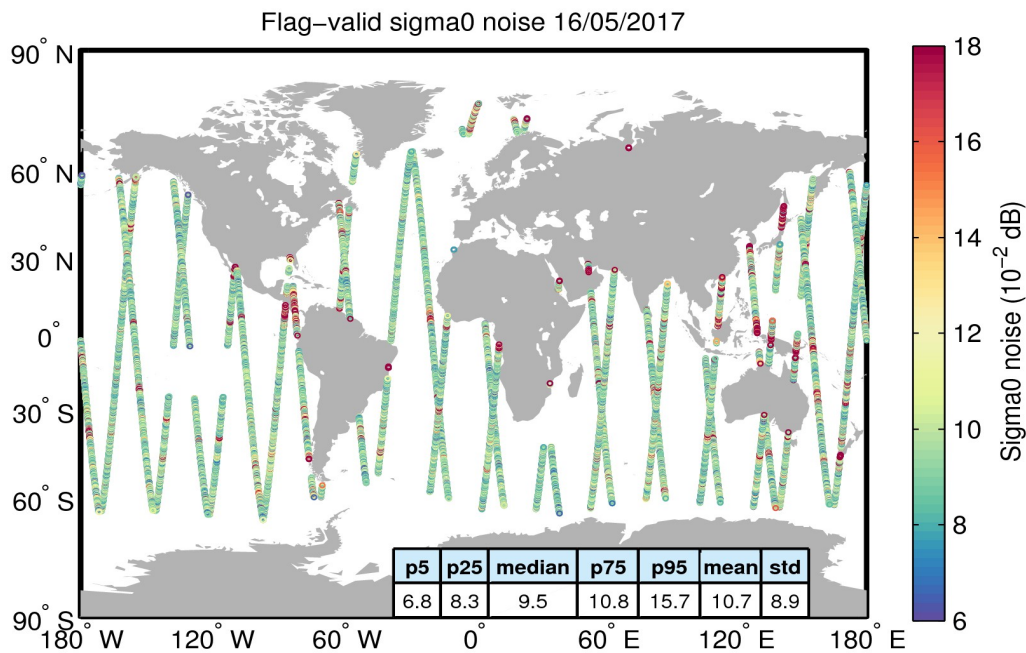 Flag−valid sigma0 noise 16/05/2017
90° N
60° N
30° N
0°
30° S
60° S
90° S
180° W
120° W
60° W
0°
60° E
120° E
180° E
p5 p25 median p75 p95 mean std
6.8 8.3 9.5 10.8 15.7 10.7 8.9
18
16
14
12
10
8
6
Sigma0 noise (10⁻² dB)